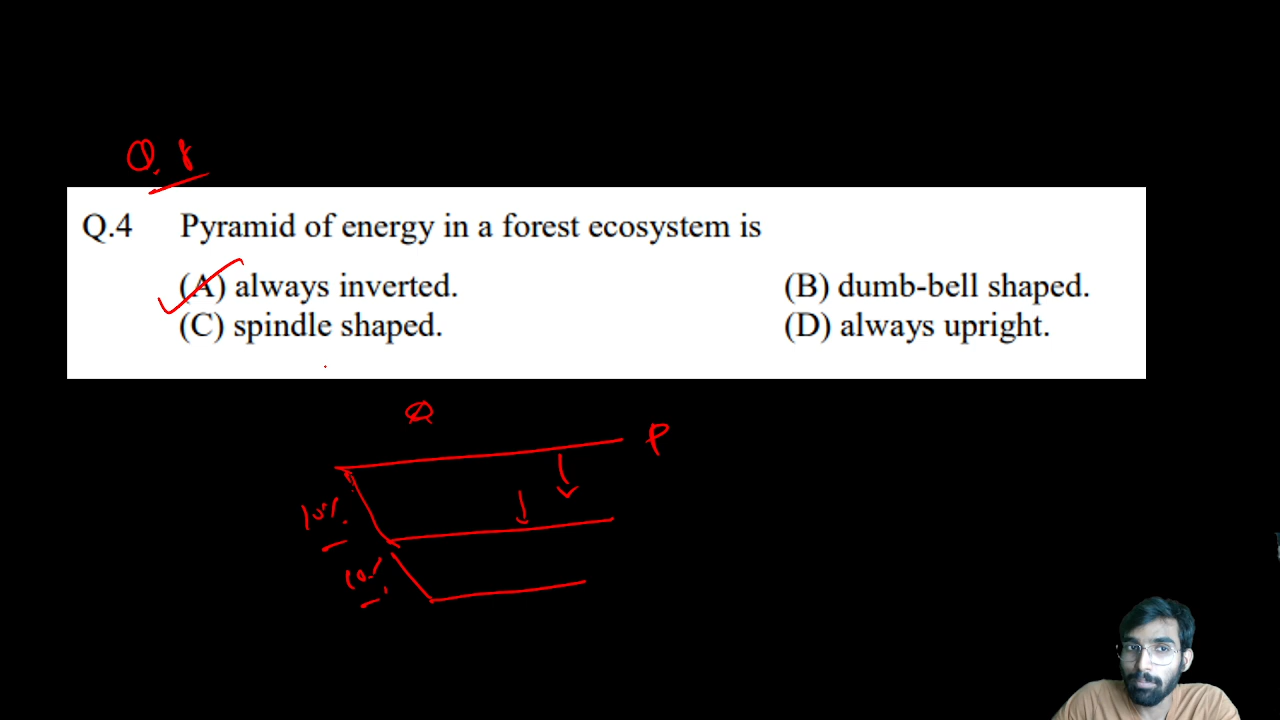 Q.
Q.4 Pyramid of energy in a forest ecosystem is
(A) always inverted. (B) dumb-bell shaped.
(C) spindle shaped. (D) always upright.
P
10%
10%